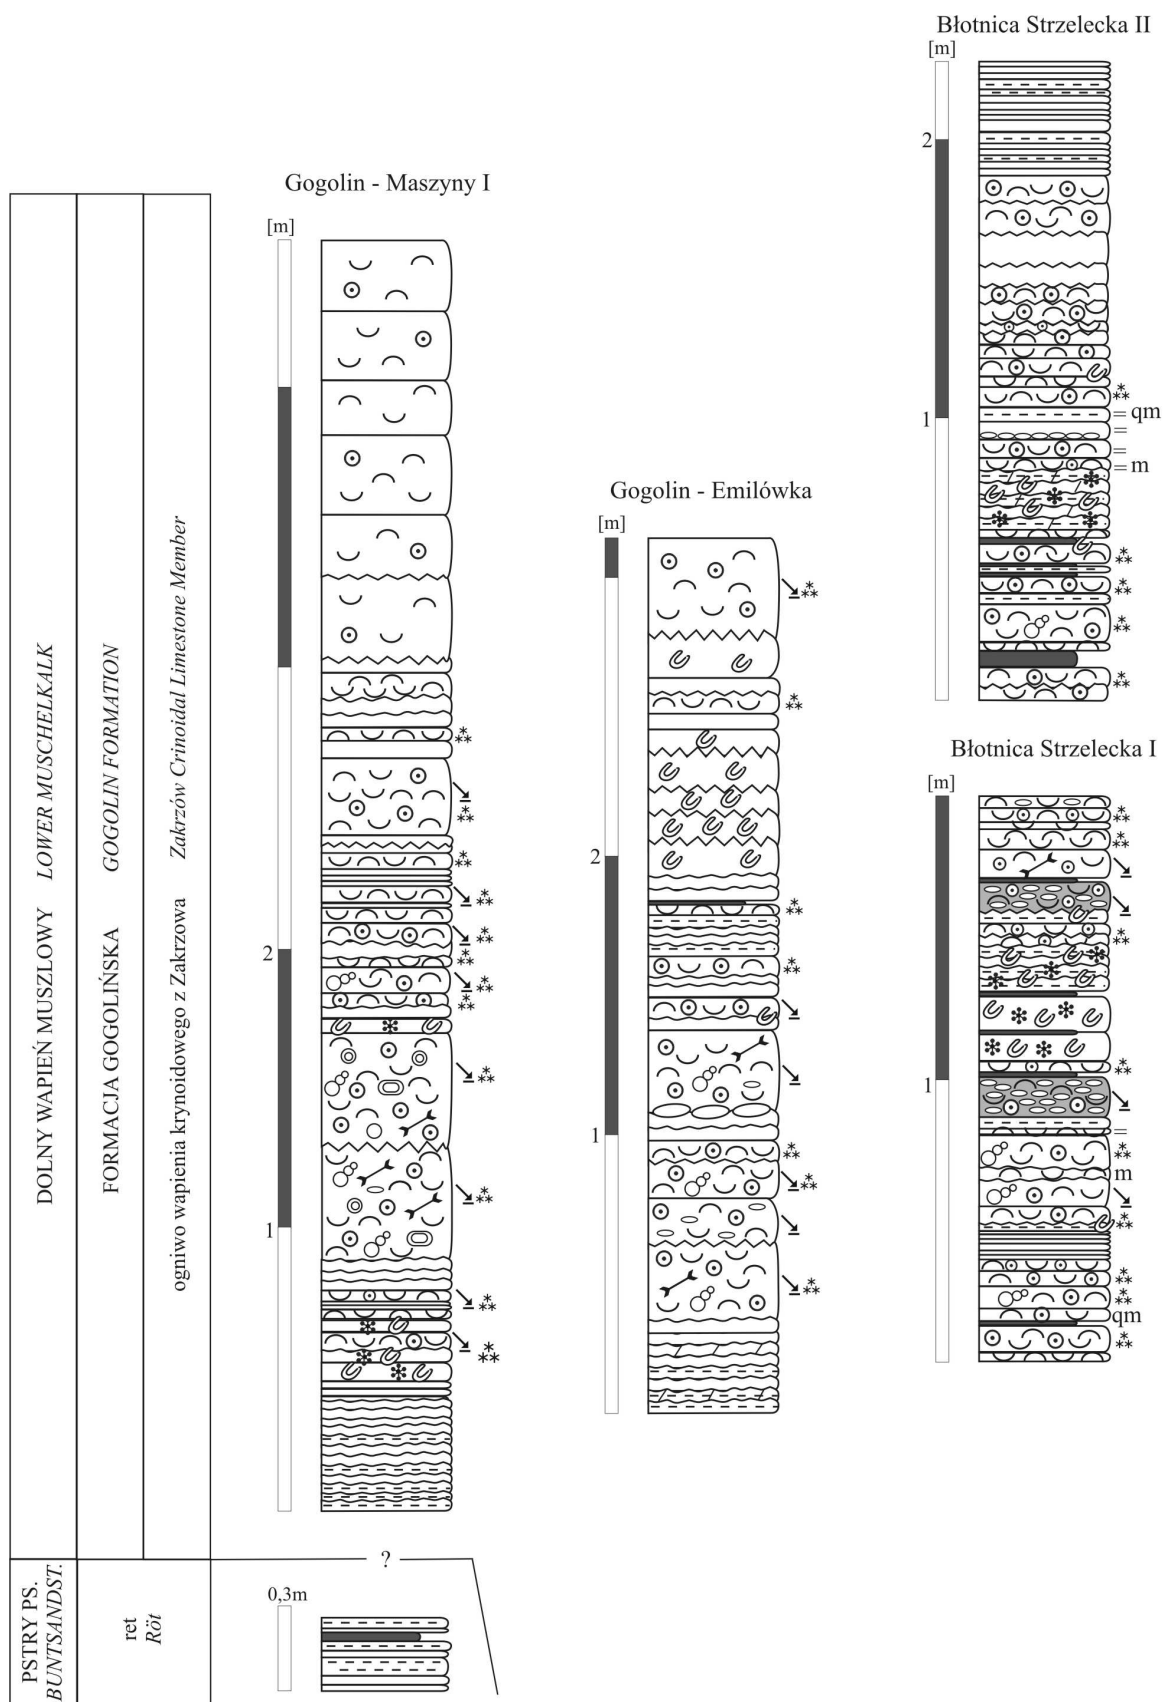 Błotnica Strzelecka II
[m]
2
1
qm
m
Gogolin - Maszyny I
[m]
2
1
Gogolin - Emilówka
[m]
2
1
Błotnica Strzelecka I
[m]
1
m
qm
DOLNY WAPIEŃ MUSZLOWY LOWER MUSCHELKALK
FORMACJA GOGOLIŃSKA GOGOLIN FORMATION
ogniwo wapienia krynoidowego z Zakrzowa Zakrzów Crinoidal Limestone Member
?
PSTRY PS.
BUNTSANDST.
ret
Röt
0,3m